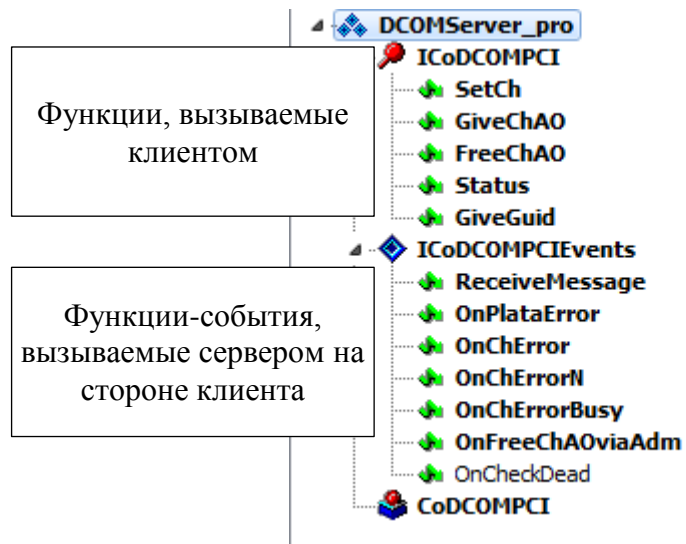 DCOMServer_pro
ICoDCOMPCI
Функции, вызываемые
клиентом
SetCh
GiveChAO
FreeChAO
Status
GiveGuid
ICoDCOMPCIEvents
Функции-события,
вызываемые сервером на
стороне клиента
ReceiveMessage
OnPlataError
OnChError
OnChErrorN
OnChErrorBusy
OnFreeChAOviaAdm
OnCheckDead
CoDCOMPCI